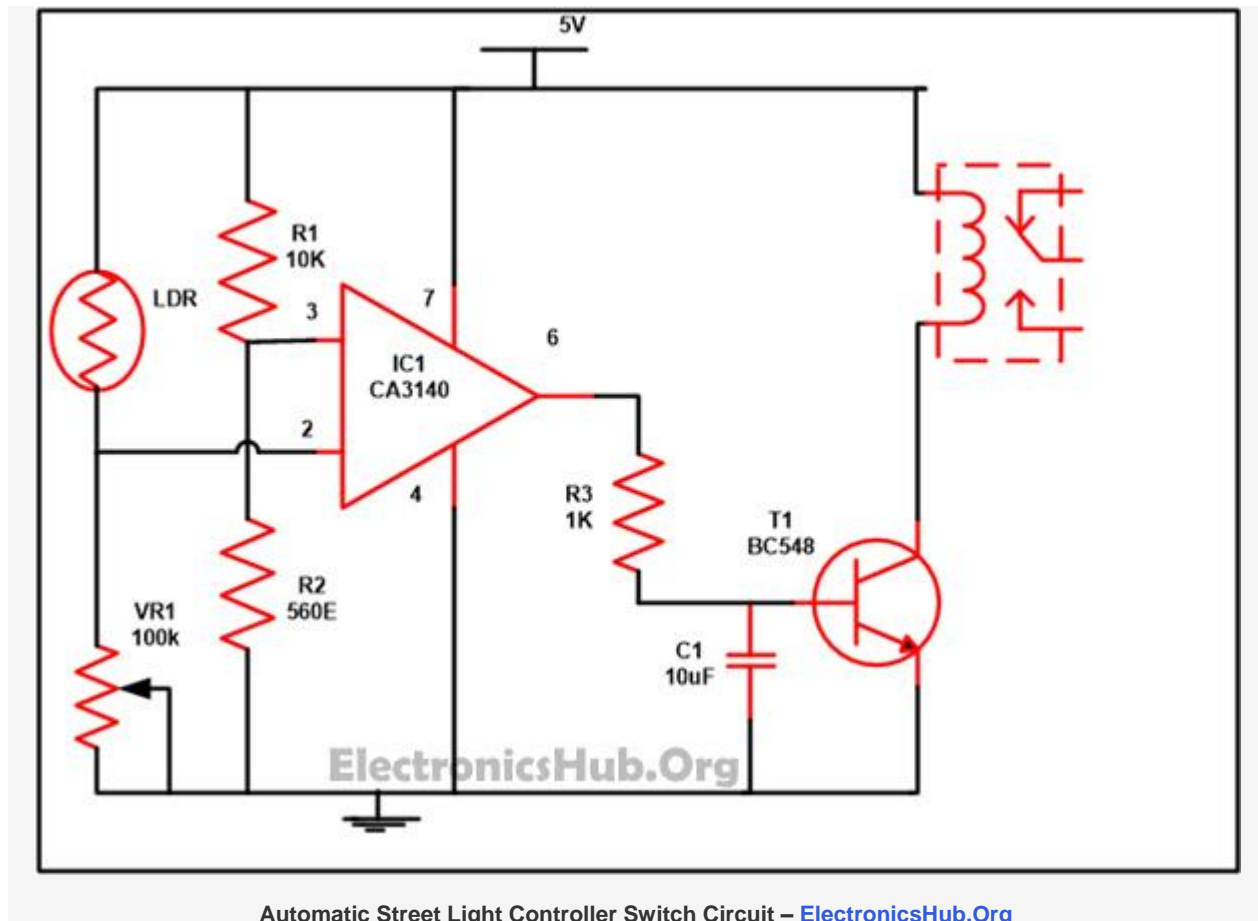 5V
R1
10K
LDR
3
7
6
IC1
CA3140
2
4
R3
1K
T1
BC548
R2
560E
VR1
100k
C1
10uF
ElectronicsHub.Org
Automatic Street Light Controller Switch Circuit – ElectronicsHub.Org